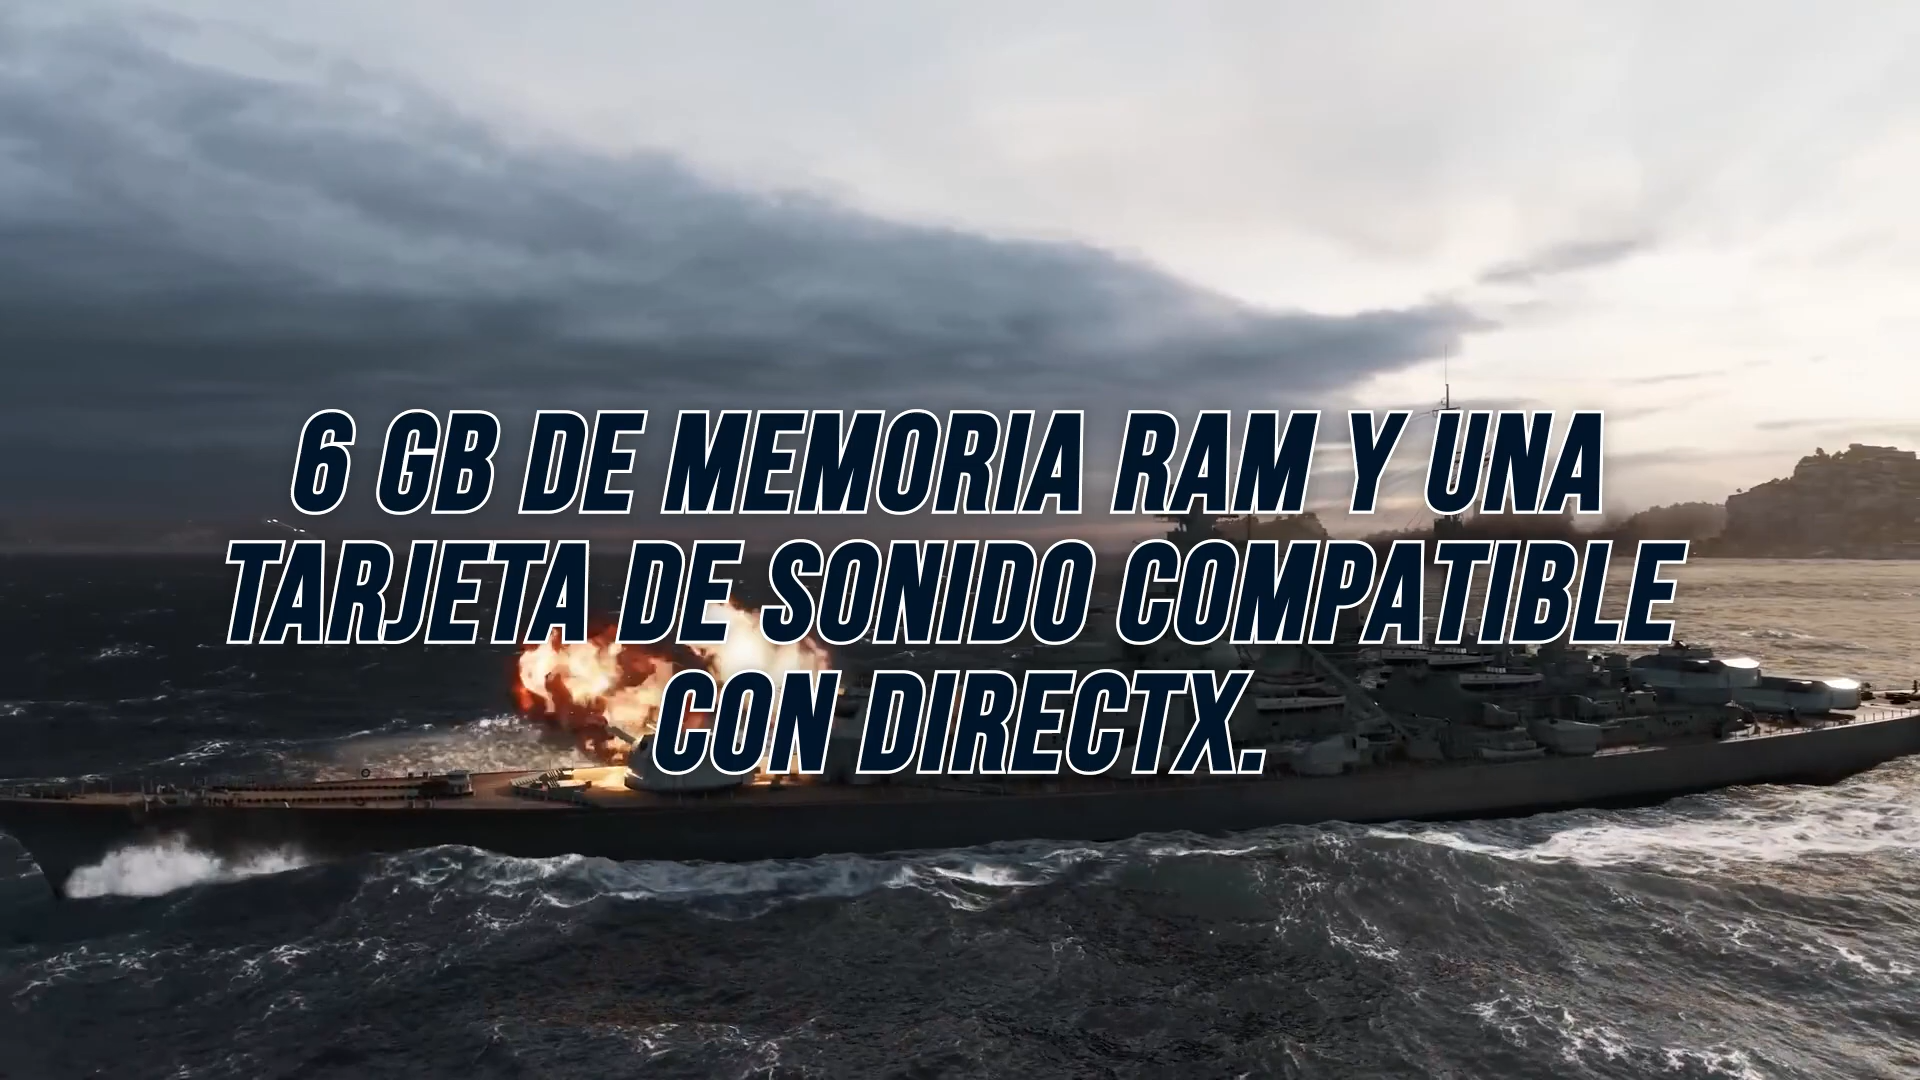 6 GB DE MEMORIA RAM Y UNA
TARJETA DE SONIDO COMPATIBLE
CON DIRECTX.